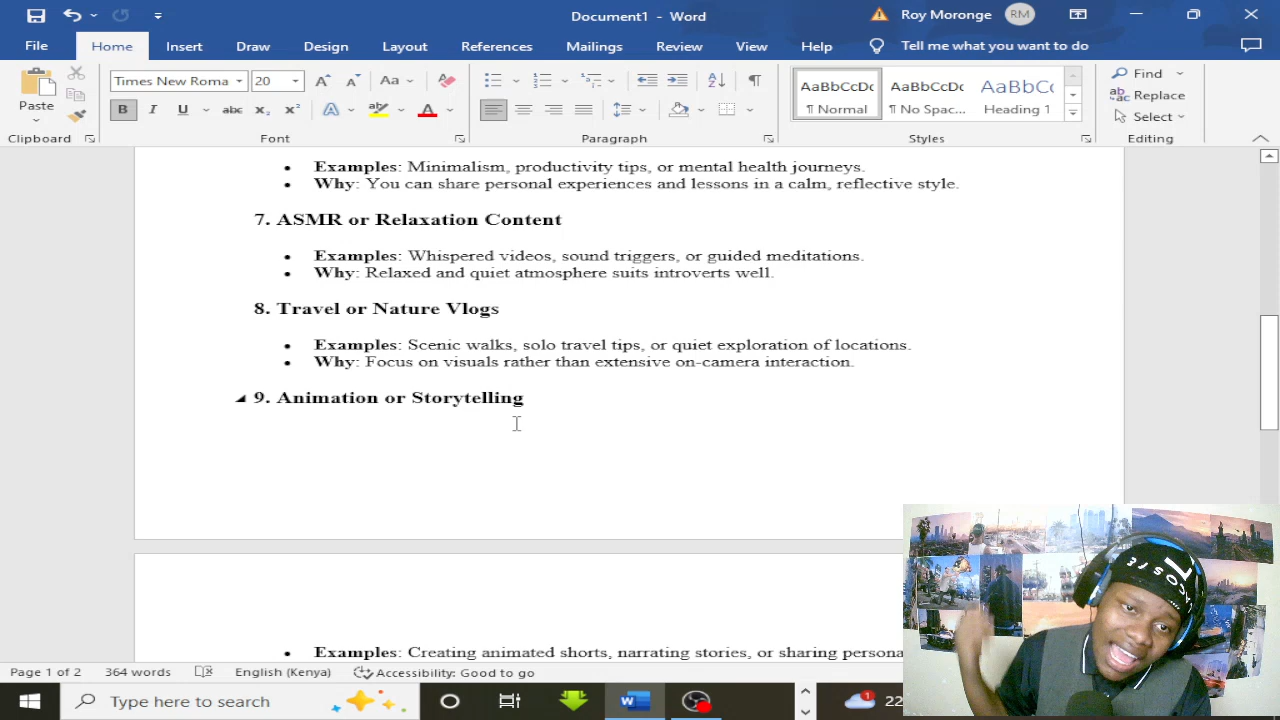 Document1 - Word
Roy Moronge RM
File Home Insert Draw Design Layout References Mailings Review View Help Tell me what you want to do
Paste
Times New Roma 20 Aa
AaBbCcDc AaBbCcDc AaBbCc
¶ Normal ¶ No Spac... Heading 1
Find
Replace
Select
Clipboard Font Paragraph Styles Editing
• Examples: Minimalism, productivity tips, or mental health journeys.
• Why: You can share personal experiences and lessons in a calm, reflective style.
7. ASMR or Relaxation Content
• Examples: Whispered videos, sound triggers, or guided meditations.
• Why: Relaxed and quiet atmosphere suits introverts well.
8. Travel or Nature Vlogs
• Examples: Scenic walks, solo travel tips, or quiet exploration of locations.
• Why: Focus on visuals rather than extensive on-camera interaction.
9. Animation or Storytelling
• Examples: Creating animated shorts, narrating stories, or sharing persona
Page 1 of 2 364 words English (Kenya) Accessibility: Good to go
Type here to search
1
22